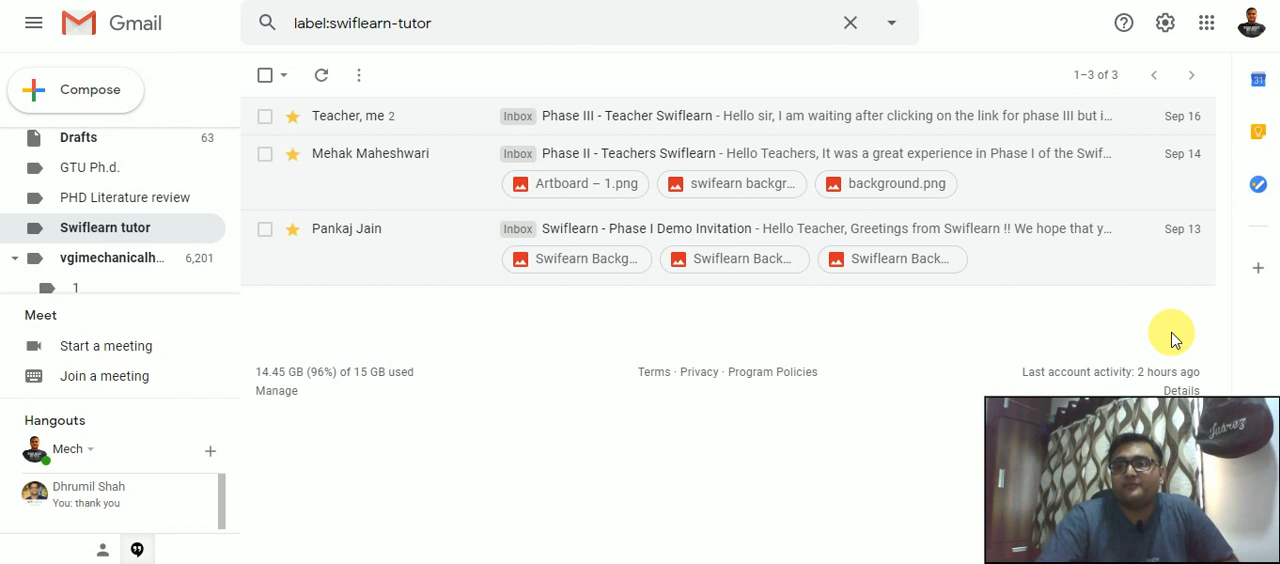 Gmail
label:swiflearn-tutor
Compose
1–3 of 3
31
Drafts 63
GTU Ph.d.
PHD Literature review
Swiflearn tutor
vgimechanicalh... 6,201
1
Teacher, me 2 Inbox Phase III - Teacher Swiflearn - Hello sir, I am waiting after clicking on the link for phase III but i... Sep 16
Mehak Maheshwari Inbox Phase II - Teachers Swiflearn - Hello Teachers, It was a great experience in Phase I of the Swif... Sep 14
Artboard – 1.png swifearn backgr... background.png
Pankaj Jain Inbox Swiflearn - Phase I Demo Invitation - Hello Teacher, Greetings from Swiflearn !! We hope that y... Sep 13
Swifearn Backg... Swiflearn Back... Swiflearn Back...
Meet
Start a meeting
Join a meeting
Hangouts
Mech
Dhrumil Shah
You: thank you
14.45 GB (96%) of 15 GB used
Manage
Terms · Privacy · Program Policies
Last account activity: 2 hours ago
Details
Juárez